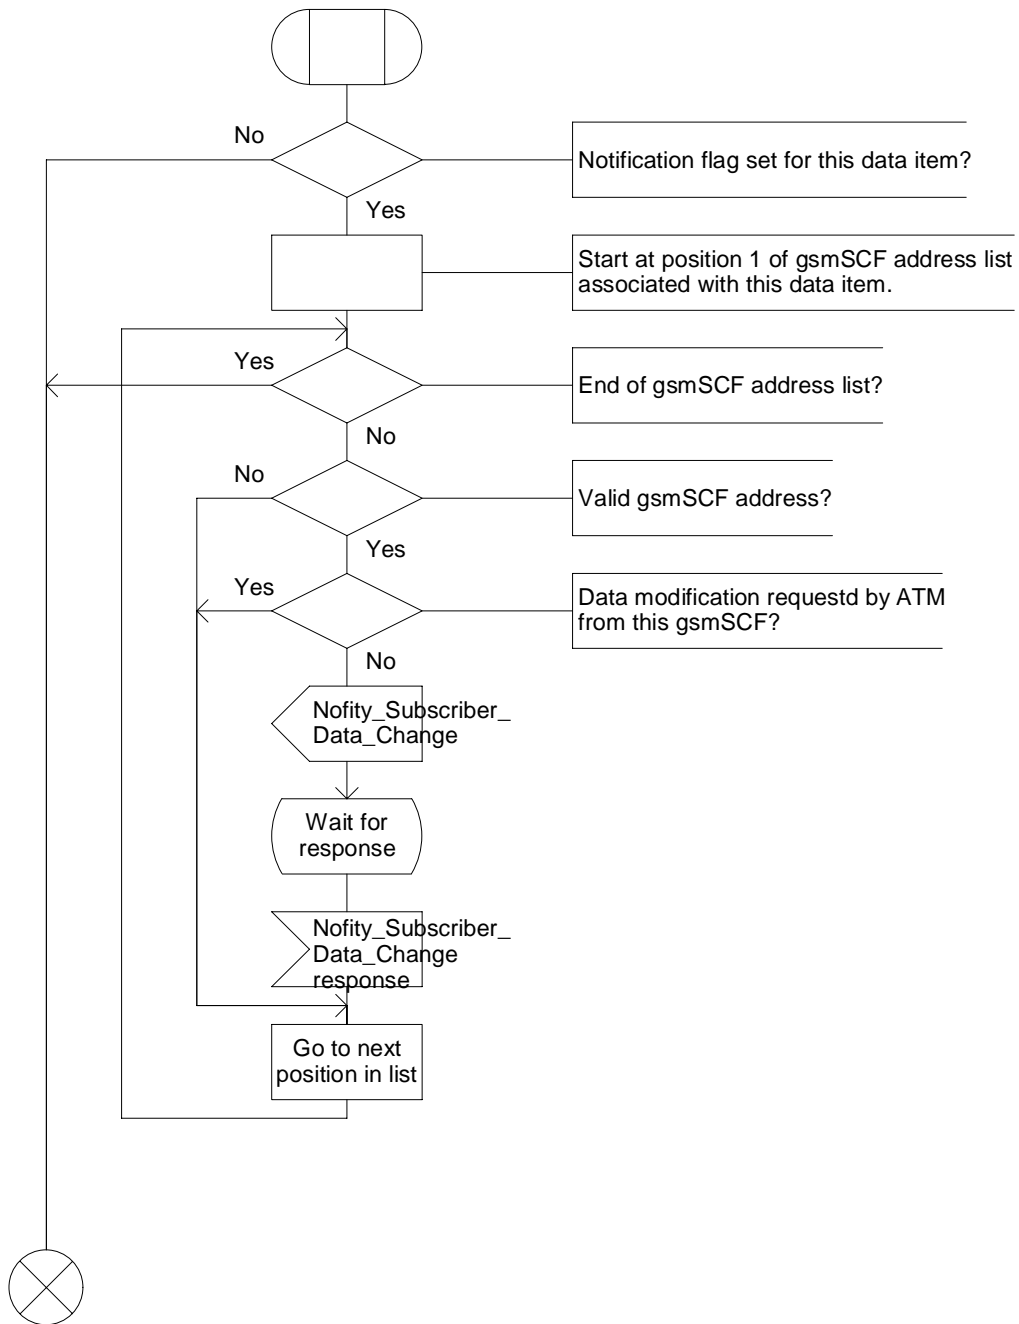 No
Notification flag set for this data item?
Yes
Start at position 1 of gsmSCF address list
associated with this data item.
Yes
End of gsmSCF address list?
No
No
Valid gsmSCF address?
Yes
Yes
Data modification requestd by ATM
from this gsmSCF?
No
Nofity_Subscriber_
Data_Change
Wait for
response
Nofity_Subscriber_
Data_Change
response
Go to next
position in list